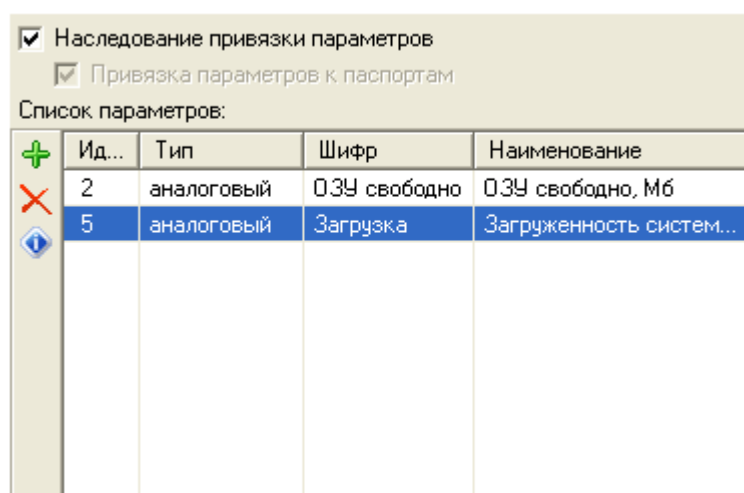 Наследование привязки параметров
Привязка параметров к паспортам
Список параметров:
Ид... Тип Шифр Наименование
2 аналоговый ОЗУ свободно ОЗУ свободно, Мб
5 аналоговый Загрузка Загруженность систем...